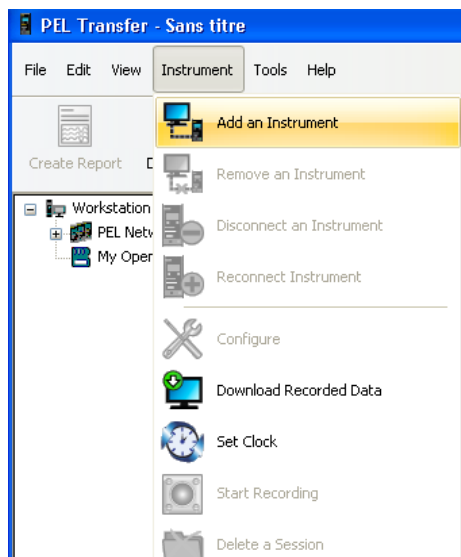 PEL Transfer - Sans titre
File Edit View Instrument Tools Help
Add an Instrument
Create Report
Remove an Instrument
Workstation
Disconnect an Instrument
PEL Netw
My Oper
Reconnect Instrument
Configure
Download Recorded Data
Set Clock
Start Recording
Delete a Session